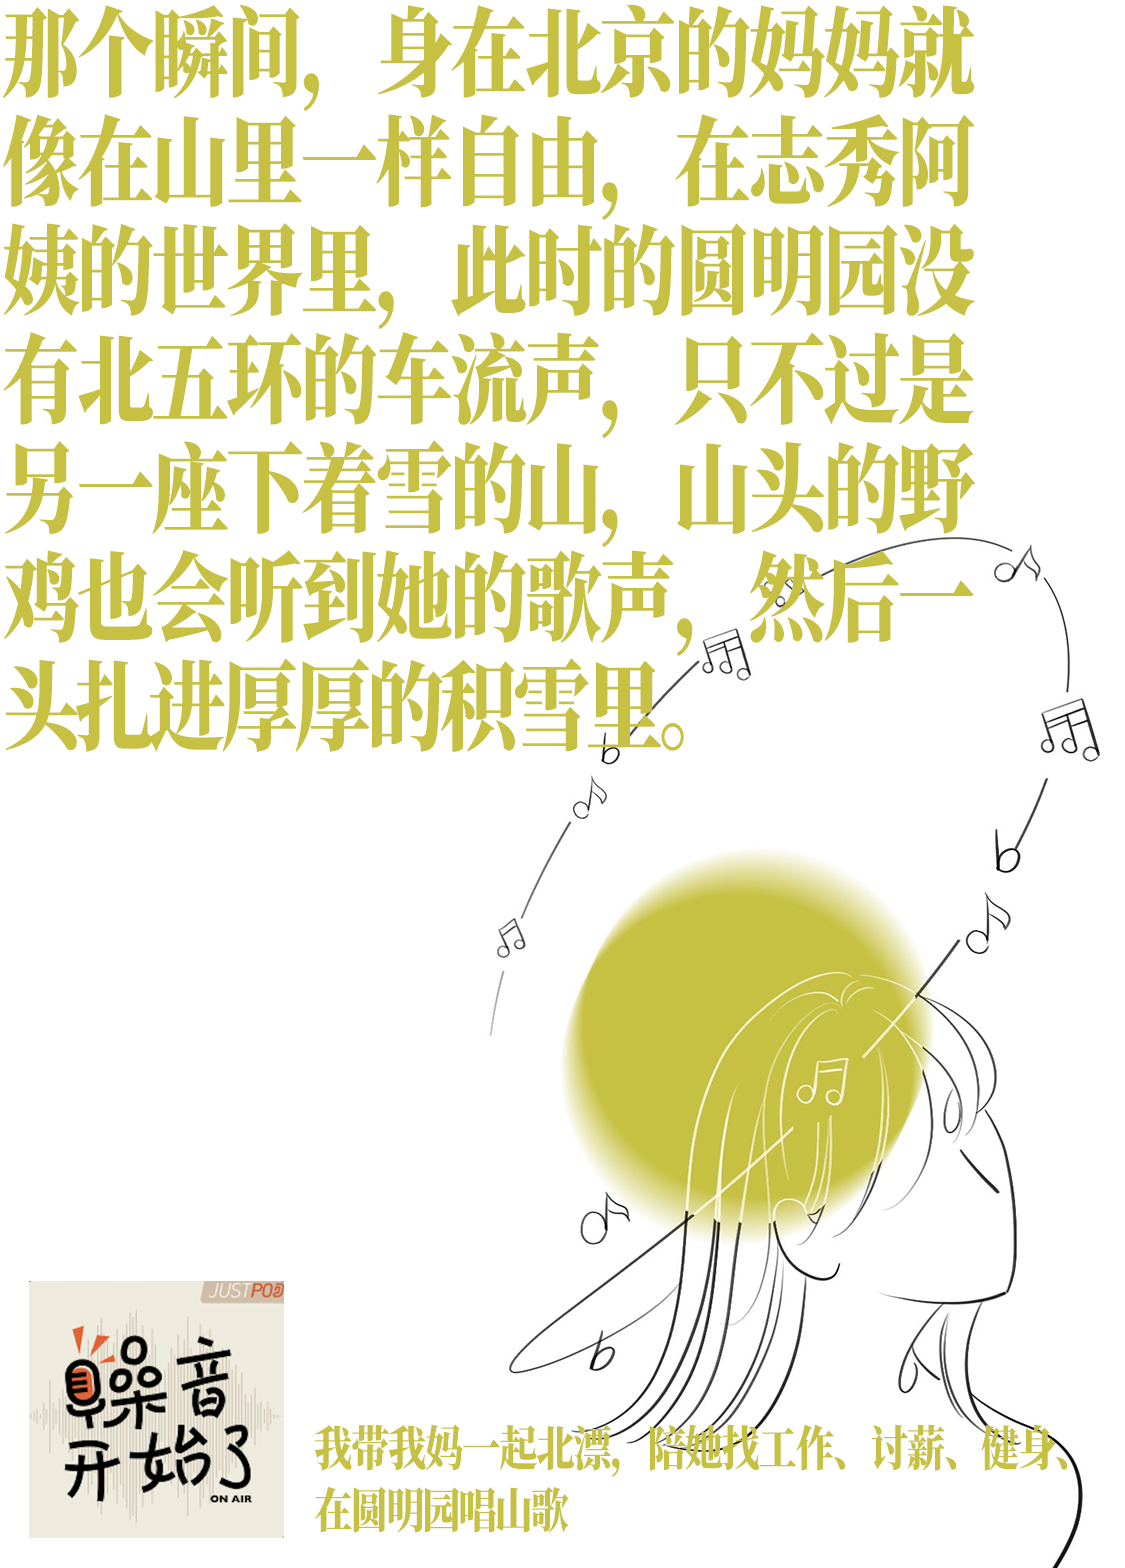 那个瞬间，身在北京的妈妈就
像在山里一样自由，在志秀阿
姨的世界里，此时的圆明园没
有北五环的车流声，只不过是
另一座下着雪的山，山头的野
鸡也会听到她的歌声，然后一
头扎进厚厚的积雪里。
JUSTPOD
躁音
开始了
ON AIR
我带我妈一起北漂，陪她找工作、讨薪、健身、
在圆明园唱山歌